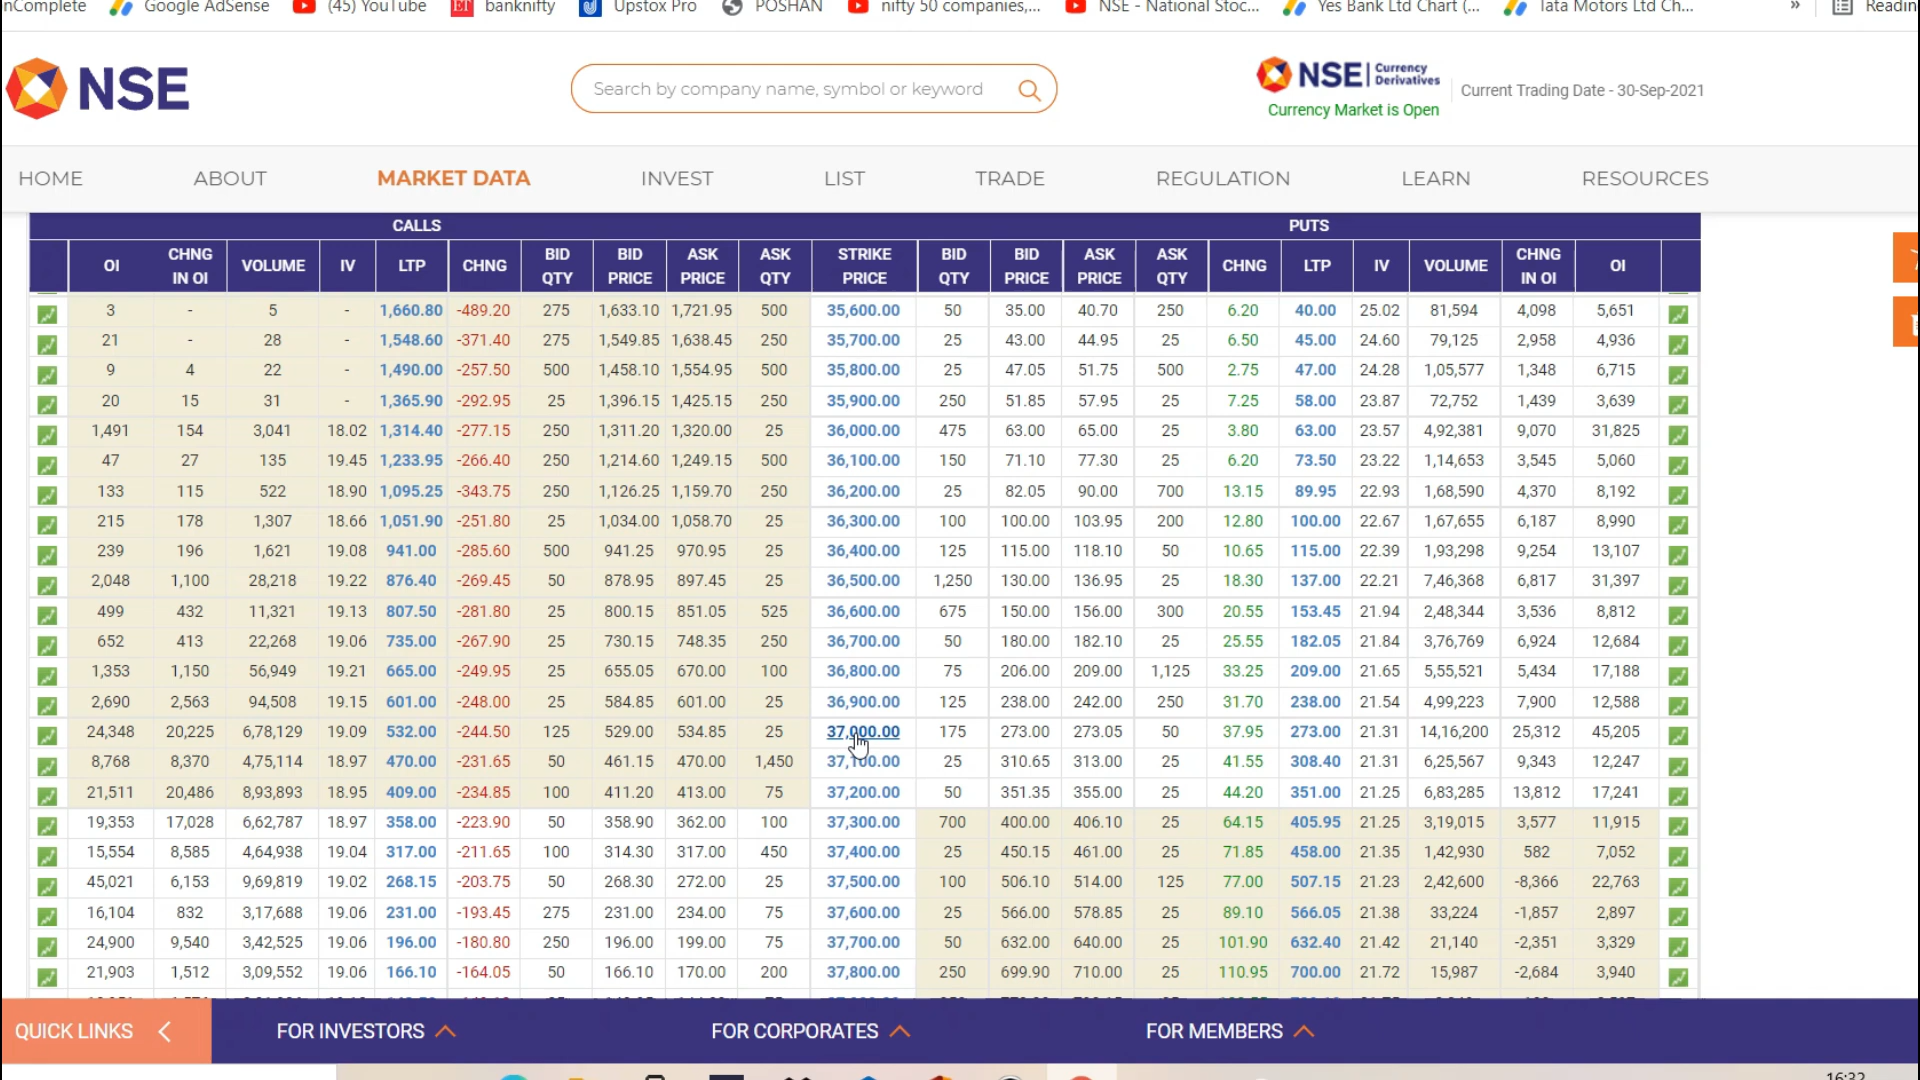 nComplete Google AdSense (45) YouTube ET banknifty Upstox Pro POSHAN nifty 50 companies,... NSE - National Stoc... Yes Bank Ltd Chart (... Tata Motors Ltd Ch... » Readin
NSE Search by company name, symbol or keyword NSE Currency Derivatives Current Trading Date - 30-Sep-2021
Currency Market is Open
HOME ABOUT MARKET DATA INVEST LIST TRADE REGULATION LEARN RESOURCES
CALLS PUTS
OI CHNG IN OI VOLUME IV LTP CHNG BID QTY BID PRICE ASK PRICE ASK QTY STRIKE PRICE BID QTY BID PRICE ASK PRICE ASK QTY CHNG LTP IV VOLUME CHNG IN OI OI
3 - 5 - 1,660.80 -489.20 275 1,633.10 1,721.95 500 35,600.00 50 35.00 40.70 250 6.20 40.00 25.02 81,594 4,098 5,651
21 - 28 - 1,548.60 -371.40 275 1,549.85 1,638.45 250 35,700.00 25 43.00 44.95 25 6.50 45.00 24.60 79,125 2,958 4,936
9 4 22 - 1,490.00 -257.50 500 1,458.10 1,554.95 500 35,800.00 25 47.05 51.75 500 2.75 47.00 24.28 1,05,577 1,348 6,715
20 15 31 - 1,365.90 -292.95 25 1,396.15 1,425.15 250 35,900.00 250 51.85 57.95 25 7.25 58.00 23.87 72,752 1,439 3,639
1,491 154 3,041 18.02 1,314.40 -277.15 250 1,311.20 1,320.00 25 36,000.00 475 63.00 65.00 25 3.80 63.00 23.57 4,92,381 9,070 31,825
47 27 135 19.45 1,233.95 -266.40 250 1,214.60 1,249.15 500 36,100.00 150 71.10 77.30 25 6.20 73.50 23.22 1,14,653 3,545 5,060
133 115 522 18.90 1,095.25 -343.75 250 1,126.25 1,159.70 250 36,200.00 25 82.05 90.00 700 13.15 89.95 22.93 1,68,590 4,370 8,192
215 178 1,307 18.66 1,051.90 -251.80 25 1,034.00 1,058.70 25 36,300.00 100 100.00 103.95 200 12.80 100.00 22.67 1,67,655 6,187 8,990
239 196 1,621 19.08 941.00 -285.60 500 941.25 970.95 25 36,400.00 125 115.00 118.10 50 10.65 115.00 22.39 1,93,298 9,254 13,107
2,048 1,100 28,218 19.22 876.40 -269.45 50 878.95 897.45 25 36,500.00 1,250 130.00 136.95 25 18.30 137.00 22.21 7,46,368 6,817 31,397
499 432 11,321 19.13 807.50 -281.80 25 800.15 851.05 525 36,600.00 675 150.00 156.00 300 20.55 153.45 21.94 2,48,344 3,536 8,812
652 413 22,268 19.06 735.00 -267.90 25 730.15 748.35 250 36,700.00 50 180.00 182.10 25 25.55 182.05 21.84 3,76,769 6,924 12,684
1,353 1,150 56,949 19.21 665.00 -249.95 25 655.05 670.00 100 36,800.00 75 206.00 209.00 1,125 33.25 209.00 21.65 5,55,521 5,434 17,188
2,690 2,563 94,508 19.15 601.00 -248.00 25 584.85 601.00 25 36,900.00 125 238.00 242.00 250 31.70 238.00 21.54 4,99,223 7,900 12,588
24,348 20,225 6,78,129 19.09 532.00 -244.50 125 529.00 534.85 25 37,000.00 175 273.00 273.05 50 37.95 273.00 21.31 14,16,200 25,312 45,205
8,768 8,370 4,75,114 18.97 470.00 -231.65 50 461.15 470.00 1,450 37,100.00 25 310.65 313.00 25 41.55 308.40 21.31 6,25,567 9,343 12,247
21,511 20,486 8,93,893 18.95 409.00 -234.85 100 411.20 413.00 75 37,200.00 50 351.35 355.00 25 44.20 351.00 21.25 6,83,285 13,812 17,241
19,353 17,028 6,62,787 18.97 358.00 -223.90 50 358.90 362.00 100 37,300.00 700 400.00 406.10 25 64.15 405.95 21.25 3,19,015 3,577 11,915
15,554 8,585 4,64,938 19.04 317.00 -211.65 100 314.30 317.00 450 37,400.00 25 450.15 461.00 25 71.85 458.00 21.35 1,42,930 582 7,052
45,021 6,153 9,69,819 19.02 268.15 -203.75 50 268.30 272.00 25 37,500.00 100 506.10 514.00 125 77.00 507.15 21.23 2,42,600 -8,366 22,763
16,104 832 3,17,688 19.06 231.00 -193.45 275 231.00 234.00 75 37,600.00 25 566.00 578.85 25 89.10 566.05 21.38 33,224 -1,857 2,897
24,900 9,540 3,42,525 19.06 196.00 -180.80 250 196.00 199.00 75 37,700.00 50 632.00 640.00 25 101.90 632.40 21.42 21,140 -2,351 3,329
21,903 1,512 3,09,552 19.06 166.10 -164.05 50 166.10 170.00 200 37,800.00 250 699.90 710.00 25 110.95 700.00 21.72 15,987 -2,684 3,940
QUICK LINKS FOR INVESTORS FOR CORPORATES FOR MEMBERS
16:32